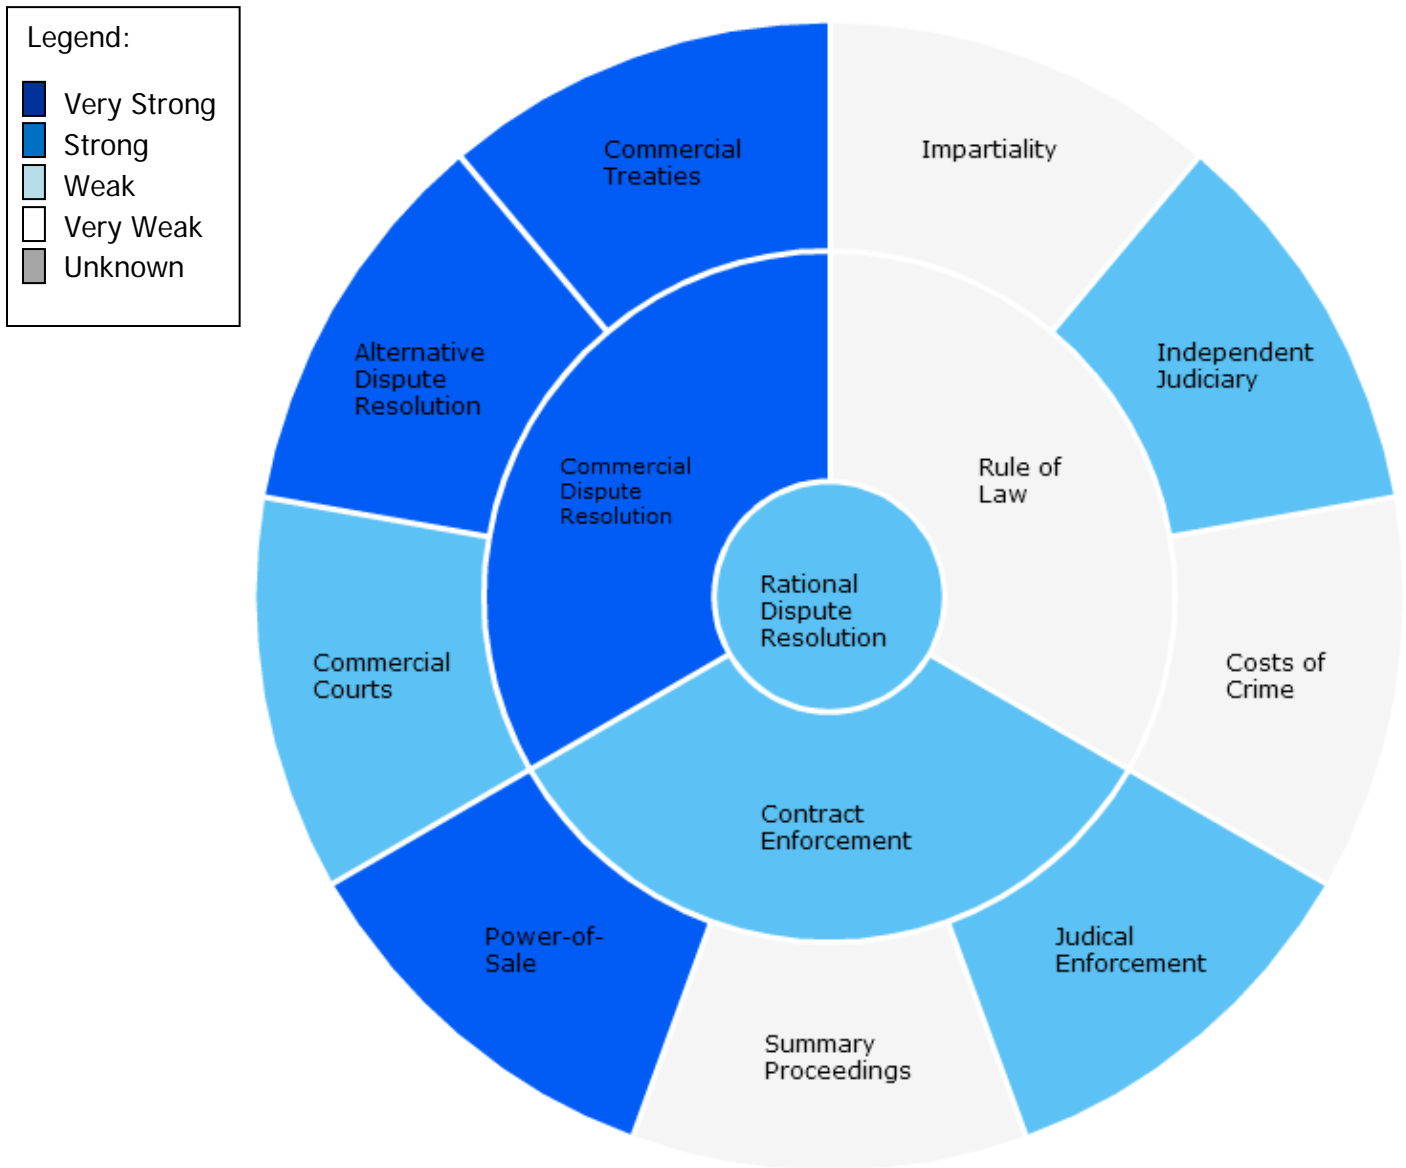 Legend:
Very Strong
Strong
Weak
Very Weak
Unknown
Commercial
Treaties
Impartiality
Alternative
Dispute
Resolution
Independent
Judiciary
Commercial
Dispute
Resolution
Rule of
Law
Rational
Dispute
Resolution
Commercial
Courts
Costs of
Crime
Contract
Enforcement
Power-of-
Sale
Judical
Enforcement
Summary
Proceedings